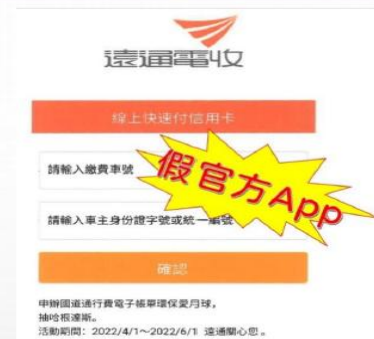 遠通電收
線上快速付信用卡
請輸入繳費車號
假官方App
請輸入車主身份證字號或統一編號
確認
申辦國道通行費電子帳單環保愛月球，
抽哈根達斯。
活動期間：2022/4/1～2022/6/1 遠通關心您。